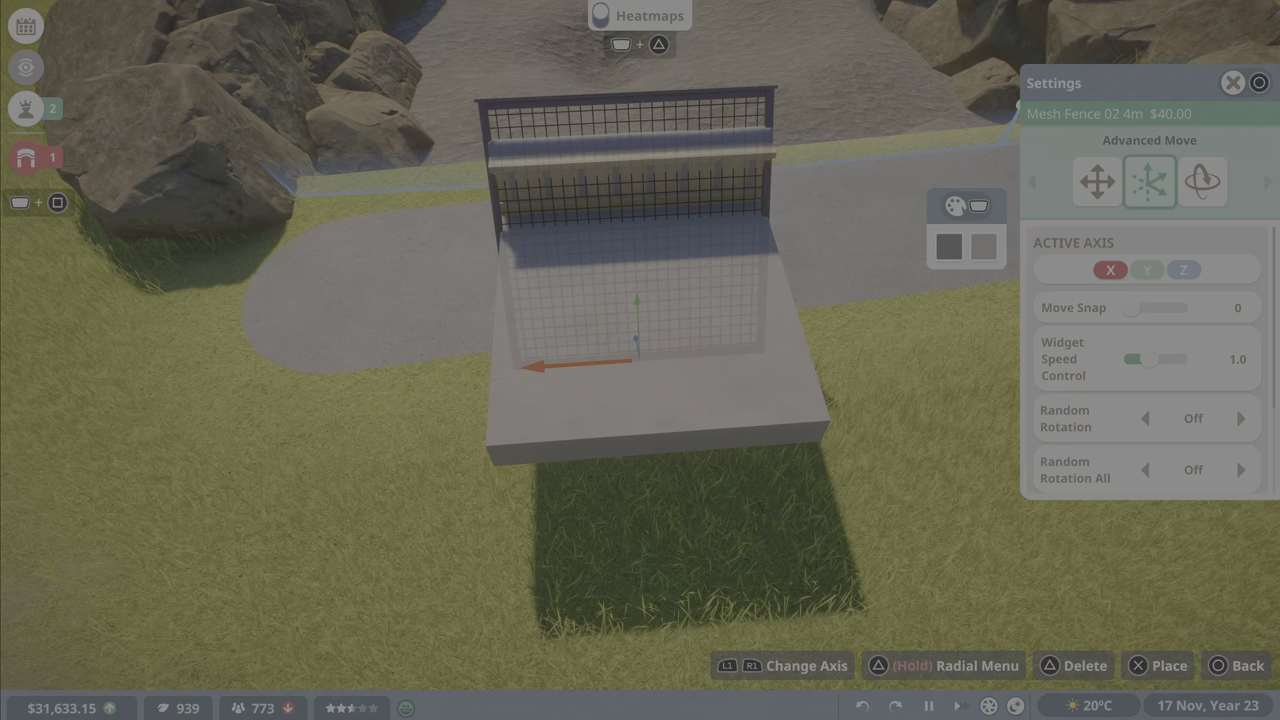 Heatmaps
+
2
1
+
Settings
Mesh Fence 02 4m $40.00
Advanced Move
ACTIVE AXIS
X Y Z
Move Snap 0
Widget
Speed
Control
1.0
Random
Rotation
Off
Random
Rotation All
Off
L1 R1 Change Axis
(Hold) Radial Menu
Delete
Place
Back
$31,633.15
939
773
20°C
17 Nov, Year 23